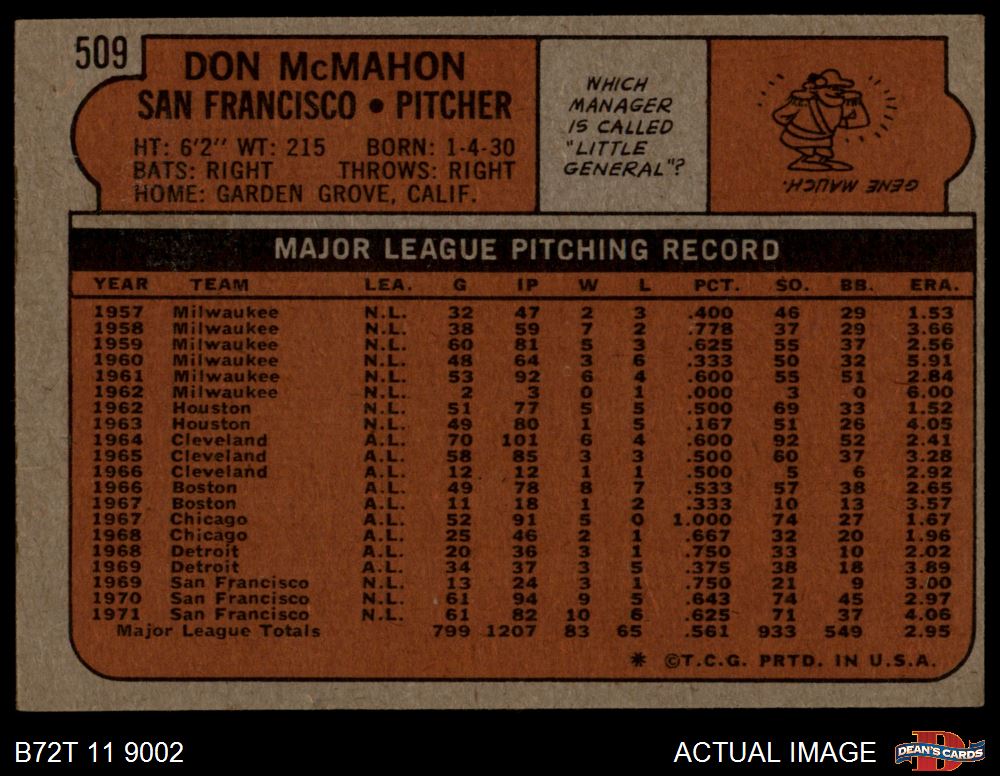 509
DON McMAHON
SAN FRANCISCO • PITCHER
HT: 6'2" WT: 215 BORN: 1-4-30
BATS: RIGHT THROWS: RIGHT
HOME: GARDEN GROVE, CALIF.
WHICH
MANAGER
IS CALLED
"LITTLE
GENERAL"?
GENE MAUCH.
MAJOR LEAGUE PITCHING RECORD
YEAR TEAM LEA. G IP W L PCT. SO. BB. ERA.
1957 Milwaukee N.L. 32 47 2 3 .400 46 29 1.53
1958 Milwaukee N.L. 38 59 7 2 .778 37 29 3.66
1959 Milwaukee N.L. 60 81 5 3 .625 55 37 2.56
1960 Milwaukee N.L. 48 64 3 6 .333 50 32 5.91
1961 Milwaukee N.L. 53 92 6 4 .600 55 51 2.84
1962 Milwaukee N.L. 2 3 0 1 .000 3 0 6.00
1962 Houston N.L. 51 77 5 5 .500 69 33 1.52
1963 Houston N.L. 49 80 1 5 .167 51 26 4.05
1964 Cleveland A.L. 70 101 6 4 .600 92 52 2.41
1965 Cleveland A.L. 58 85 3 3 .500 60 37 3.28
1966 Cleveland A.L. 12 12 1 1 .500 5 6 2.92
1966 Boston A.L. 49 78 8 7 .533 57 38 2.65
1967 Boston A.L. 11 18 1 2 .333 10 13 3.57
1967 Chicago A.L. 52 91 5 0 1.000 74 27 1.67
1968 Chicago A.L. 25 46 2 1 .667 32 20 1.96
1968 Detroit A.L. 20 36 3 1 .750 33 10 2.02
1969 Detroit A.L. 34 37 3 5 .375 38 18 3.89
1969 San Francisco N.L. 13 24 3 1 .750 21 9 3.00
1970 San Francisco N.L. 61 94 9 5 .643 74 45 2.97
1971 San Francisco N.L. 61 82 10 6 .625 71 37 4.06
Major League Totals 799 1207 83 65 .561 933 549 2.95
* ©T.C.G. PRTD. IN U.S.A.
B72T 11 9002
ACTUAL IMAGE
DEAN'S CARDS